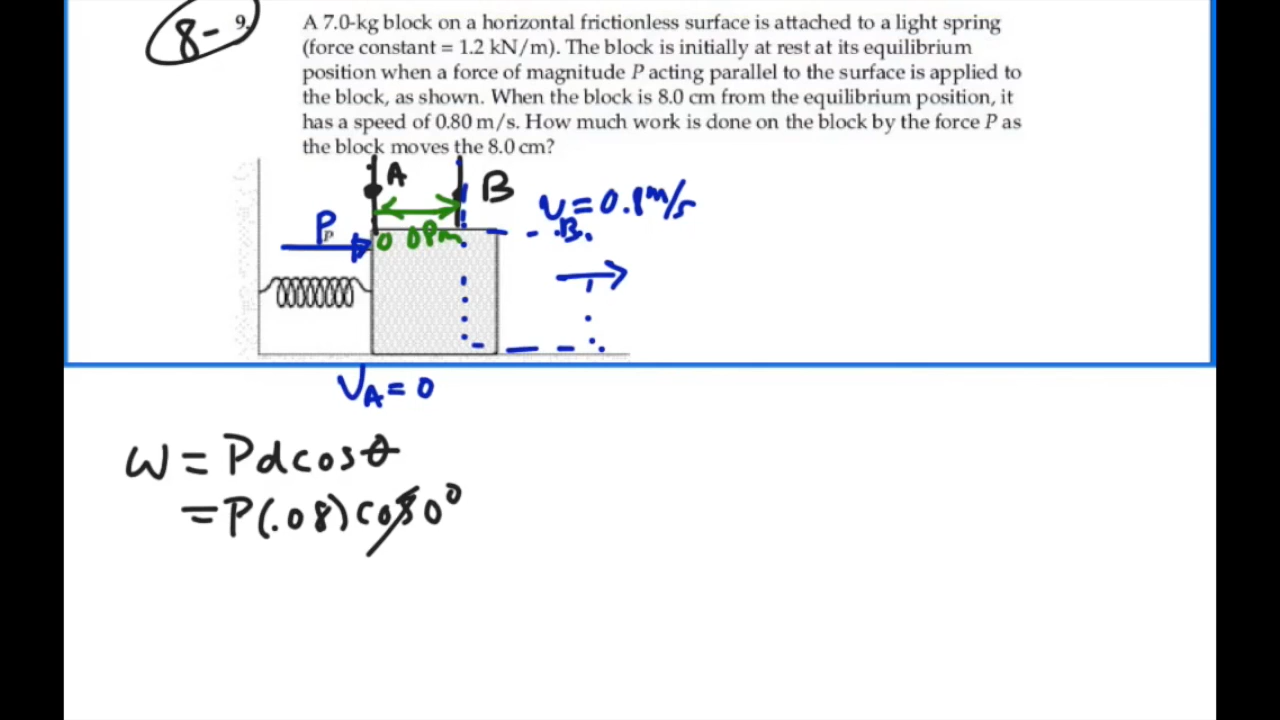 8- 9. A 7.0-kg block on a horizontal frictionless surface is attached to a light spring
(force constant = 1.2 kN/m). The block is initially at rest at its equilibrium
position when a force of magnitude P acting parallel to the surface is applied to
the block, as shown. When the block is 8.0 cm from the equilibrium position, it
has a speed of 0.80 m/s. How much work is done on the block by the force P as
the block moves the 8.0 cm?
A B
v = 0.8 m/s
B
P
P
0.08m
V_A = 0
W = Pdcosθ
= P(.08)cos0°